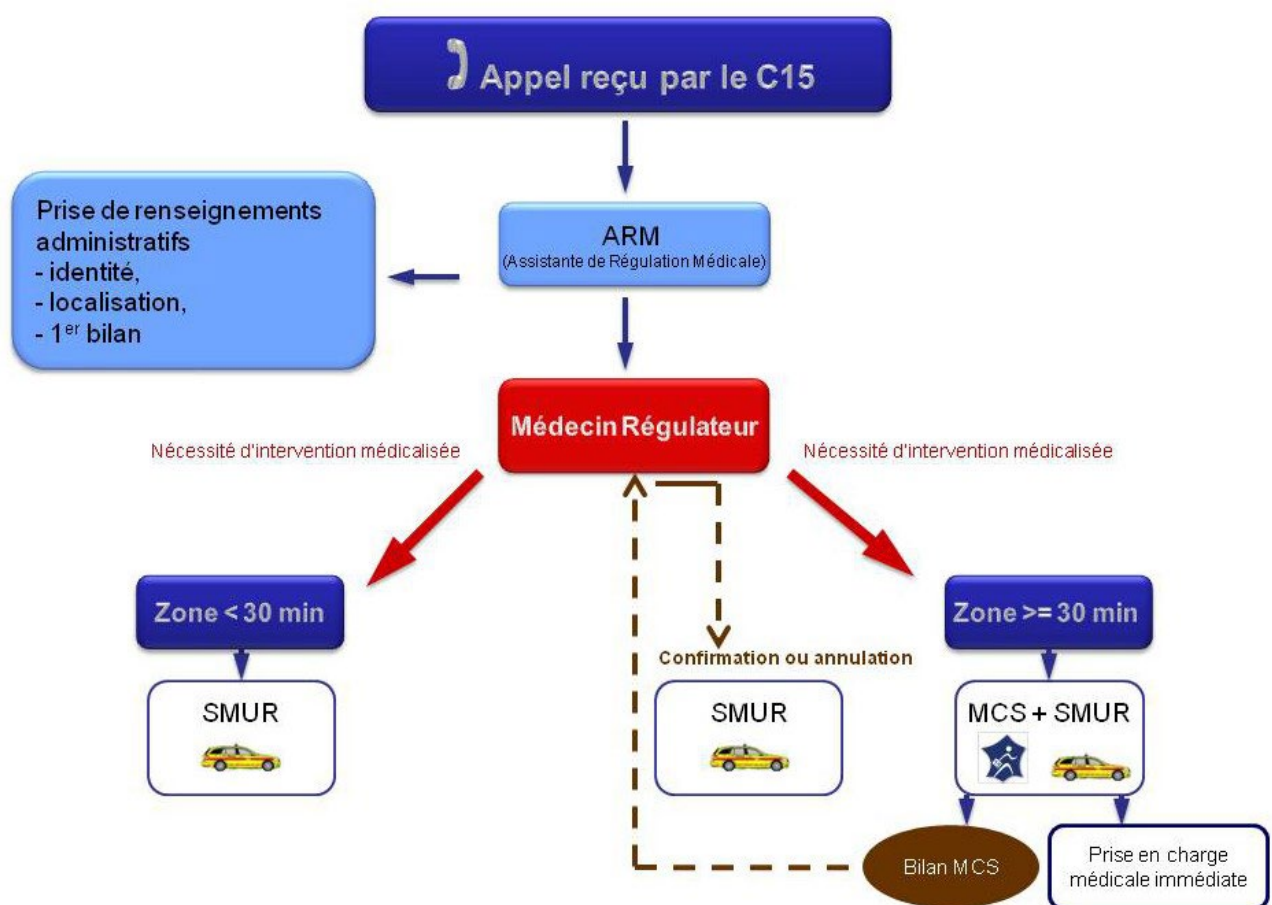 Appel reçu par le C15
Prise de renseignements
administratifs
- identité,
- localisation,
- 1er bilan
ARM
(Assistante de Régulation Médicale)
Médecin Régulateur
Nécessité d'intervention médicalisée
Nécessité d'intervention médicalisée
Zone < 30 min
Zone >= 30 min
Confirmation ou annulation
SMUR
SMUR
MCS + SMUR
Bilan MCS
Prise en charge
médicale immédiate